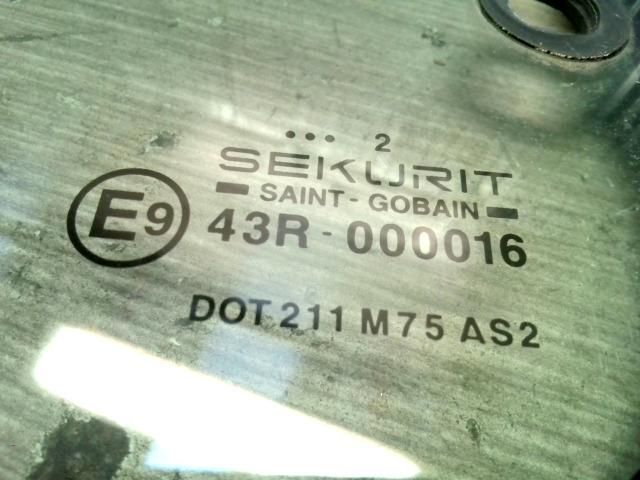 ••• 2
SEKURIT
SAINT-GOBAIN
E9 43R-000016
DOT 211 M75 AS2